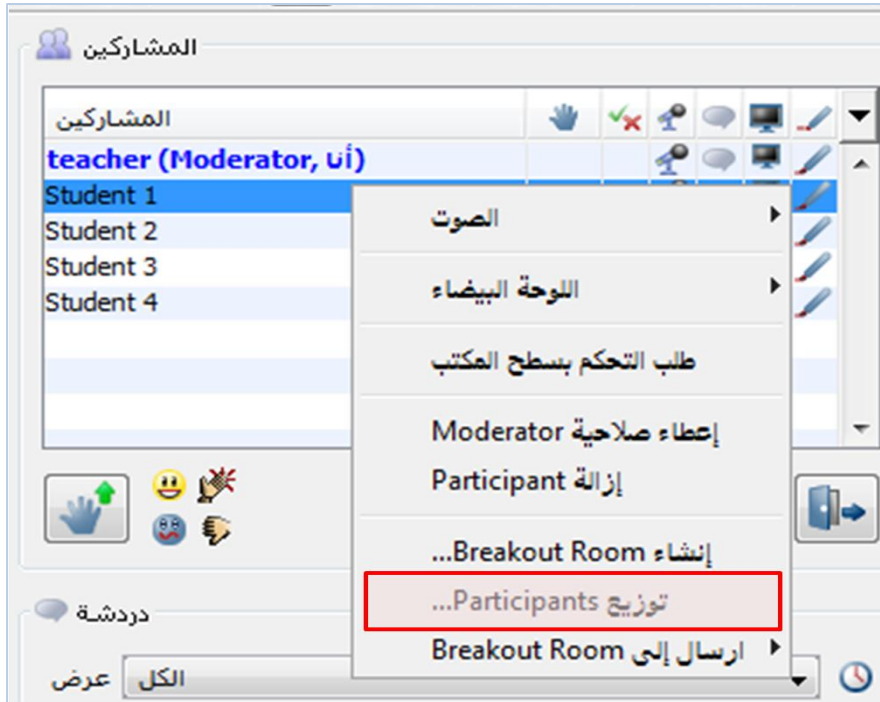 المشاركين
المشاركين
teacher (Moderator, أنا)
Student 1
Student 2
Student 3
Student 4
الصوت
اللوحة البيضاء
طلب التحكم بسطح المكتب
إعطاء صلاحية Moderator
إزالة Participant
إنشاء Breakout Room...
توزيع Participants...
ارسال إلى Breakout Room
دردشة
عرض الكل